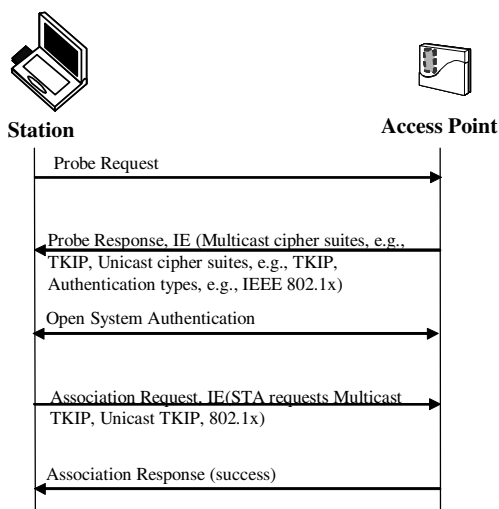 Station
Access Point
Probe Request
Probe Response, IE (Multicast cipher suites, e.g.,
TKIP, Unicast cipher suites, e.g., TKIP,
Authentication types, e.g., IEEE 802.1x)
Open System Authentication
Association Request, IE(STA requests Multicast
TKIP, Unicast TKIP, 802.1x)
Association Response (success)